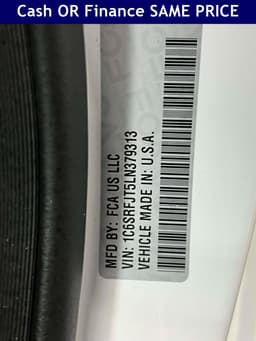 Cash OR Finance SAME PRICE
MFD BY: FCA US LLC
VIN: 1C6SRFJT5LN379313
VEHICLE MADE IN: U.S.A.